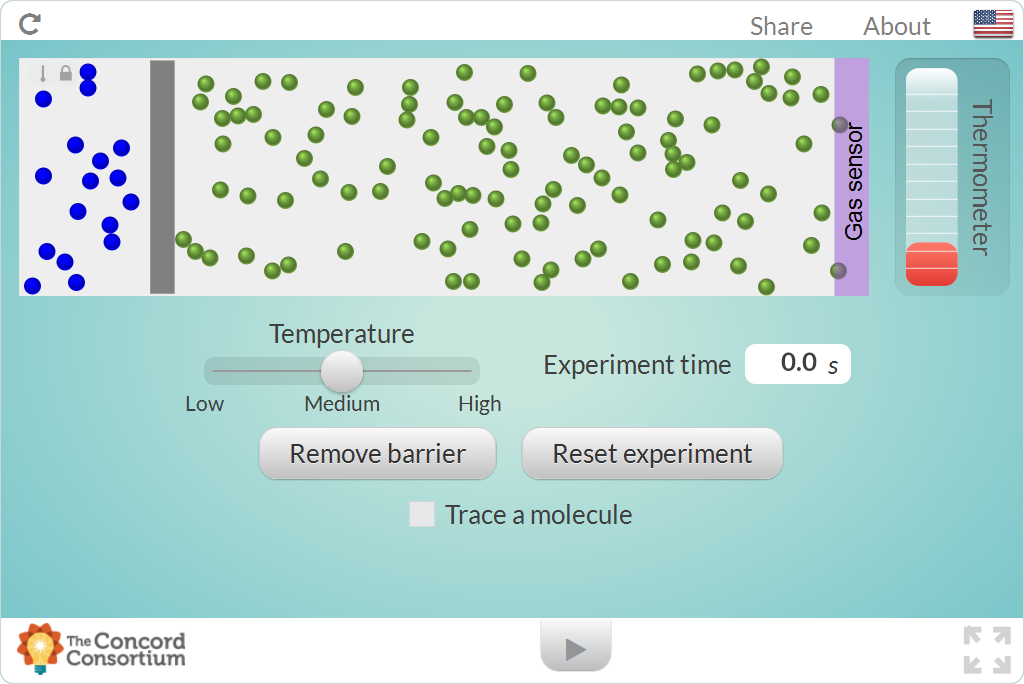 Share About
Gas sensor
Thermometer
Temperature
Low Medium High
Experiment time 0.0 s
Remove barrier Reset experiment
Trace a molecule
The Concord
Consortium